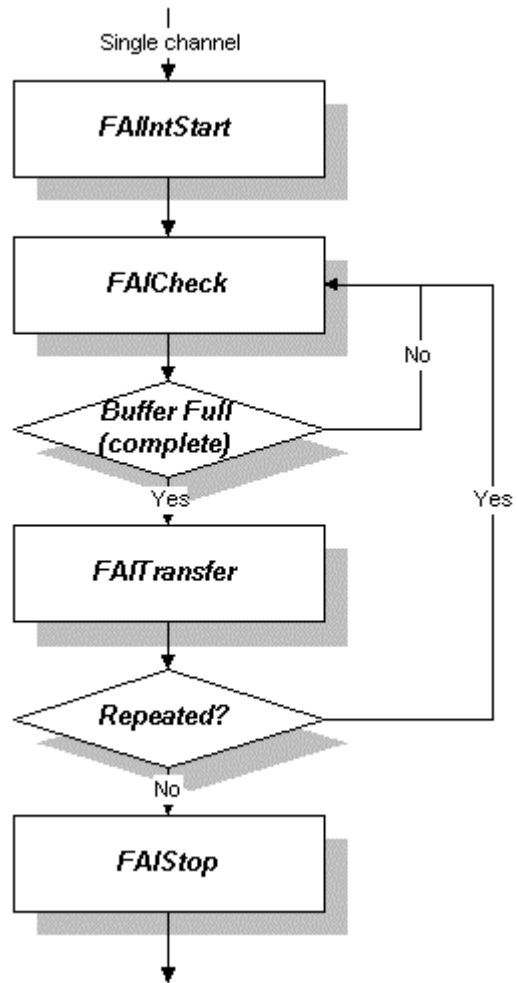 Single channel
FAIIntStart
FAICheck
No
Buffer Full
(complete)
Yes
Yes
FAITransfer
Repeated?
No
FAIStop